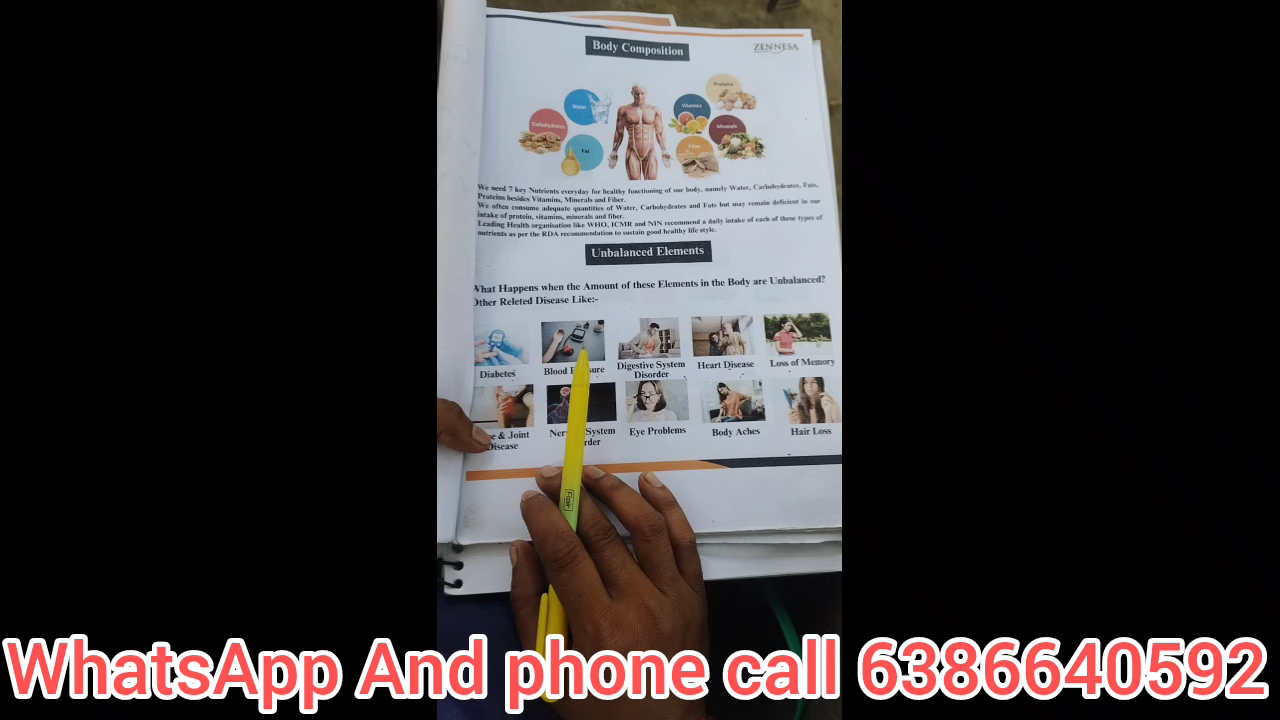 Body Composition
ZENNESA
Proteins
Water
Vitamins
Carbohydrates
Minerals
Fat
Fiber
We need 7 key Nutrients everyday for healthy functioning of our body, namely Water, Carbohydrates, Fats,
Proteins besides Vitamins, Minerals and Fiber.
We often consume adequate quantities of Water, Carbohydrates and Fats but may remain deficient in our
intake of protein, vitamins, minerals and fiber.
Leading Health organisation like WHO, ICMR and NIN recommend a daily intake of each of these types of
nutrients as per the RDA recommendation to sustain good healthy life style.
Unbalanced Elements
What Happens when the Amount of these Elements in the Body are Unbalanced?
Other Releted Disease Like:-
Diabetes
Blood
Digestive System
Disorder
Heart Disease
Loss of Memory
& Joint
Disease
System
Eye Problems
Body Aches
Hair Loss
Flair
WhatsApp And phone call 6386640592